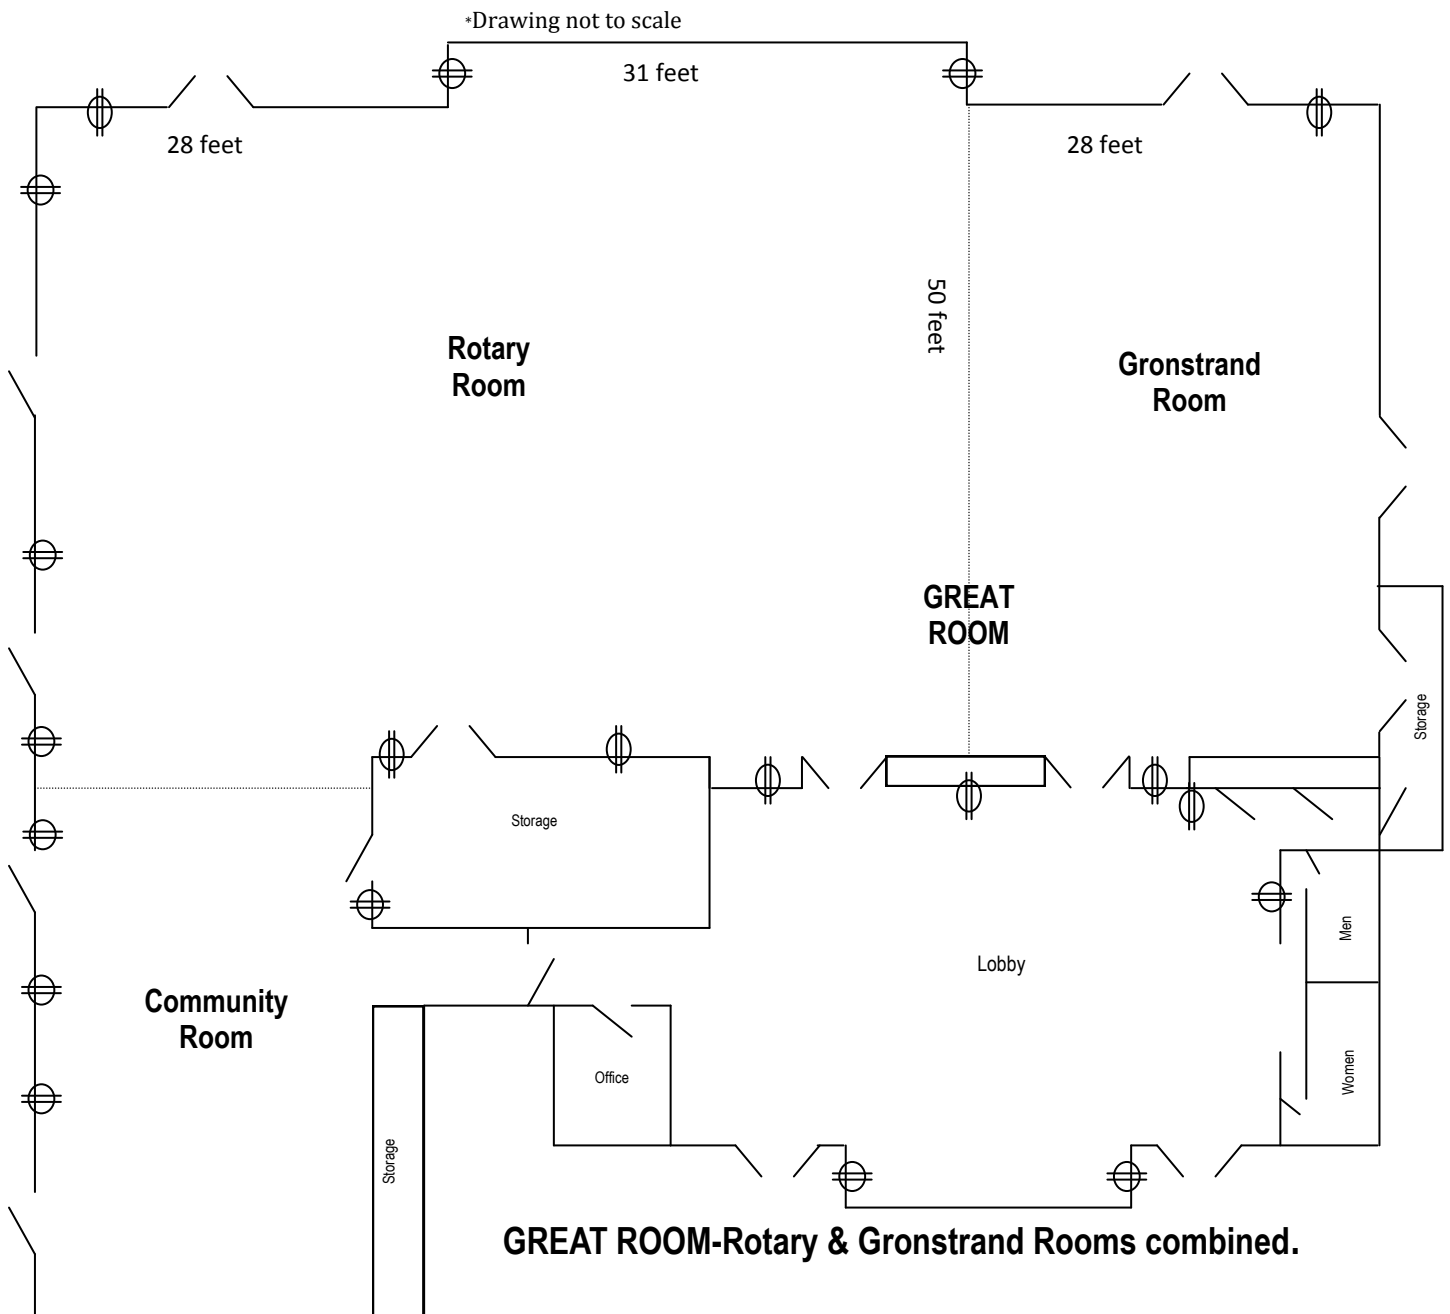 *Drawing not to scale
31 feet
28 feet
28 feet
50 feet
Rotary
Room
Gronstrand
Room
GREAT
ROOM
Storage
Storage
Lobby
Men
Community
Room
Office
Women
Storage
GREAT ROOM-Rotary & Gronstrand Rooms combined.